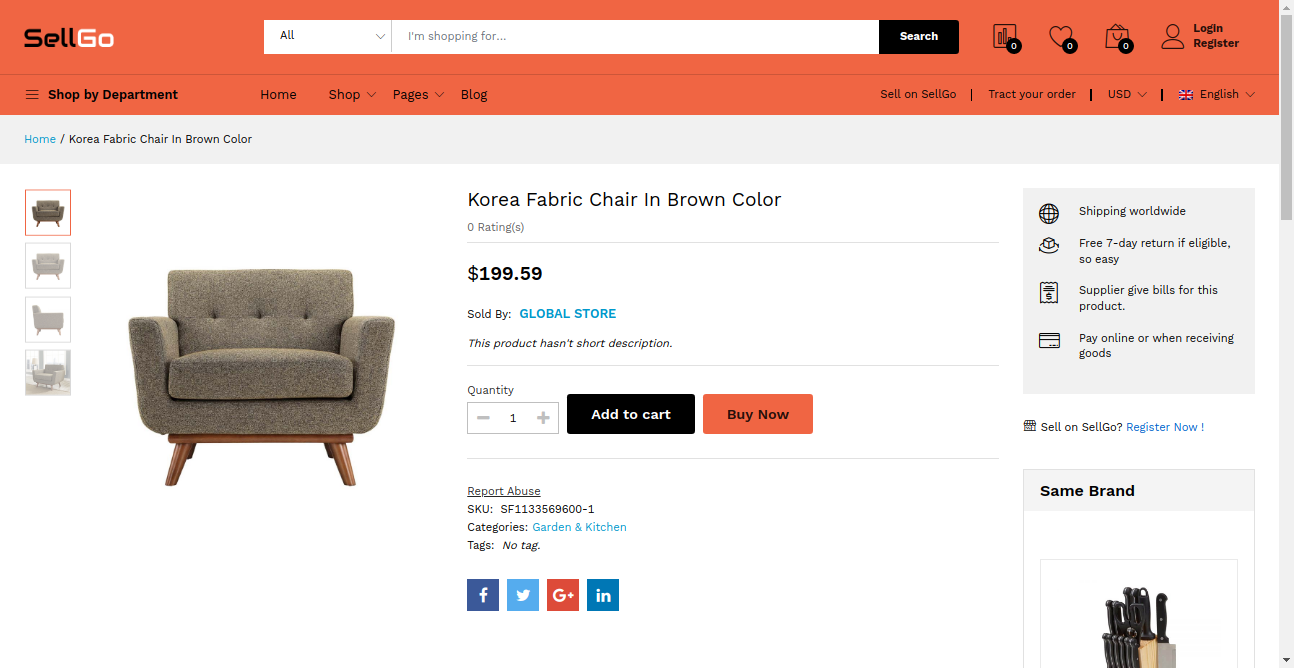 SellGo
All
I'm shopping for...
Search
0
0
0
Login
Register
Shop by Department
Home
Shop
Pages
Blog
Sell on SellGo
Tract your order
USD
English
Home / Korea Fabric Chair In Brown Color
Korea Fabric Chair In Brown Color
0 Rating(s)
$199.59
Sold By: GLOBAL STORE
This product hasn't short description.
Quantity
1
Add to cart
Buy Now
Report Abuse
SKU: SF1133569600-1
Categories: Garden & Kitchen
Tags: No tag.
f
G+
in
Shipping worldwide
Free 7-day return if eligible,
so easy
Supplier give bills for this
product.
Pay online or when receiving
goods
Sell on SellGo? Register Now !
Same Brand